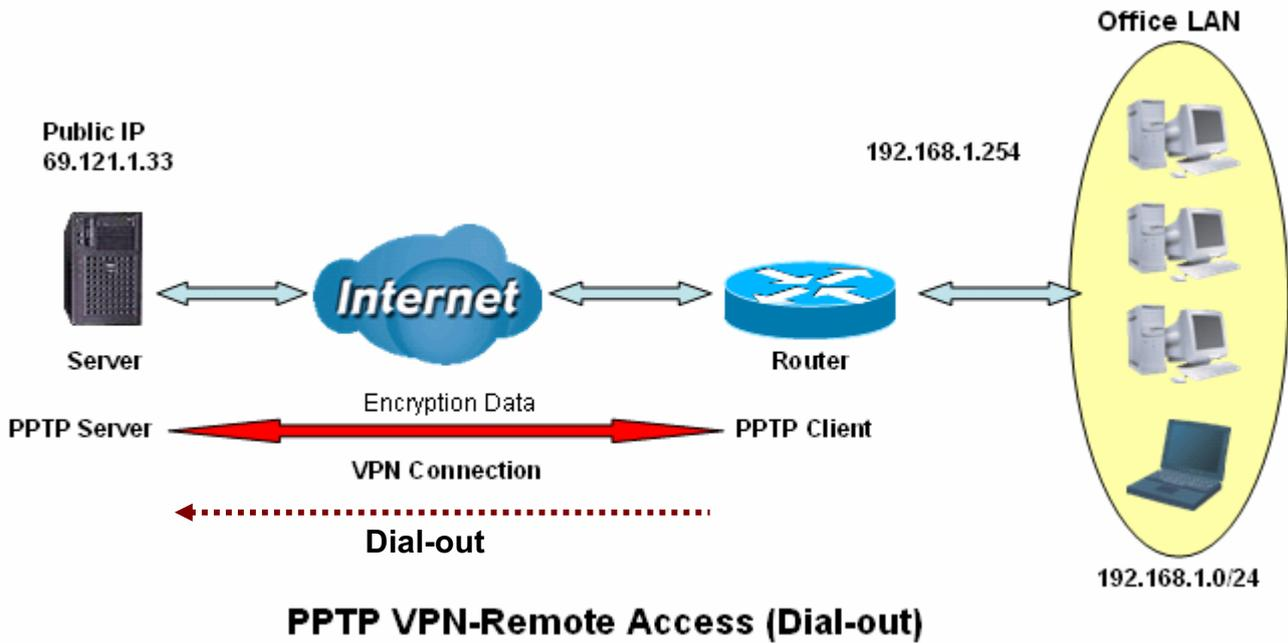 Office LAN
Public IP
69.121.1.33
192.168.1.254
Internet
Server
Router
Encryption Data
PPTP Server
PPTP Client
VPN Connection
Dial-out
192.168.1.0/24
PPTP VPN-Remote Access (Dial-out)